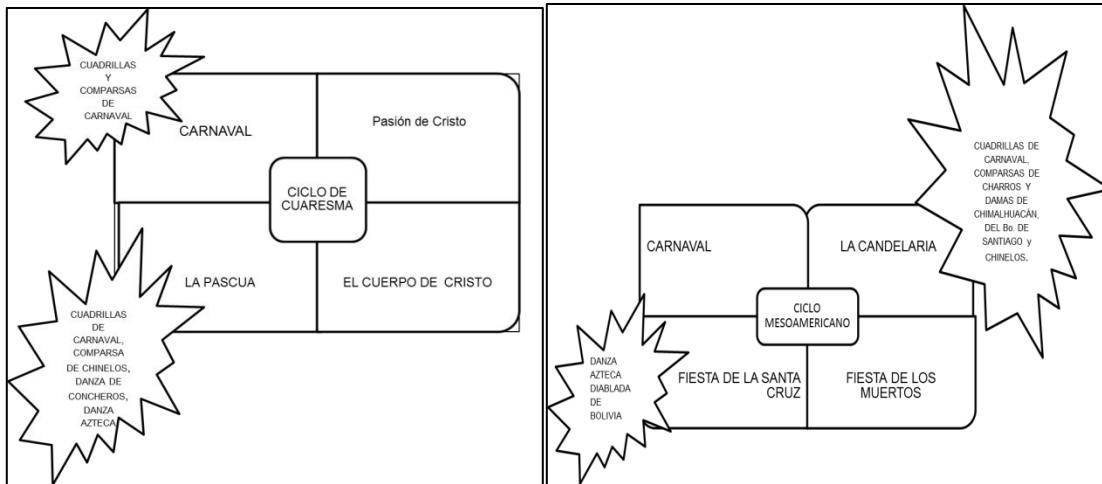 CUADRILLAS
Y
COMPARSAS
DE
CARNAVAL
CARNAVAL
Pasión de Cristo
CICLO DE
CUARESMA
LA PASCUA
EL CUERPO DE CRISTO
CUADRILLAS
DE
CARNAVAL,
COMPARSA
DE CHINELOS,
DANZA DE
CONCHEROS,
DANZA
AZTECA
CUADRILLAS DE
CARNAVAL,
COMPARSAS DE
CHARROS Y
DAMAS DE
CHIMALHUACÁN,
DEL Bo. DE
SANTIAGO y
CHINELOS.
CARNAVAL
LA CANDELARIA
CICLO
MESOAMERICANO
DANZA
AZTECA
DIABLADA
DE
BOLIVIA
FIESTA DE LA SANTA
CRUZ
FIESTA DE LOS
MUERTOS